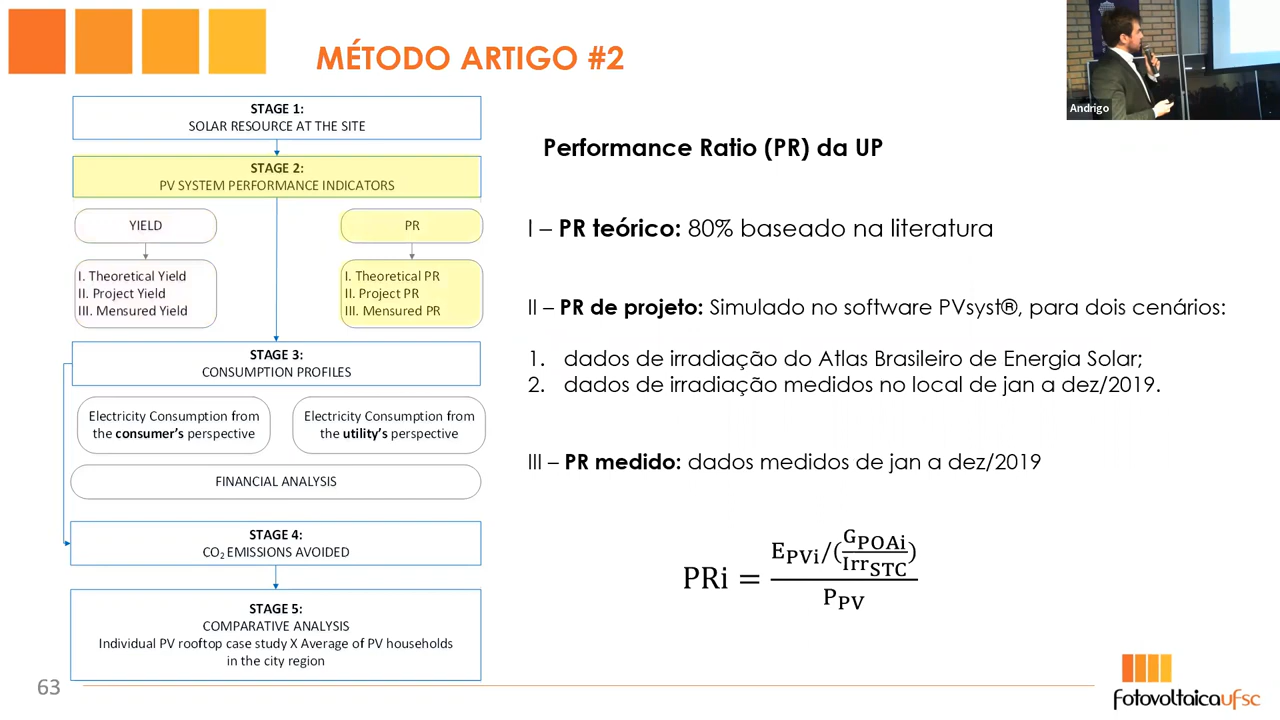 MÉTODO ARTIGO #2
Andrigo
STAGE 1:
SOLAR RESOURCE AT THE SITE
STAGE 2:
PV SYSTEM PERFORMANCE INDICATORS
YIELD
I. Theoretical Yield
II. Project Yield
III. Mensured Yield
PR
I. Theoretical PR
II. Project PR
III. Mensured PR
STAGE 3:
CONSUMPTION PROFILES
Electricity Consumption from
the consumer's perspective
Electricity Consumption from
the utility's perspective
FINANCIAL ANALYSIS
STAGE 4:
CO₂ EMISSIONS AVOIDED
STAGE 5:
COMPARATIVE ANALYSIS
Individual PV rooftop case study X Average of PV households
in the city region
Performance Ratio (PR) da UP
I – PR teórico: 80% baseado na literatura
II – PR de projeto: Simulado no software PVsyst®, para dois cenários:
1. dados de irradiação do Atlas Brasileiro de Energia Solar;
2. dados de irradiação medidos no local de jan a dez/2019.
III – PR medido: dados medidos de jan a dez/2019
PRi = E_PVi/(G_POAi/Irr_STC)/P_PV
63
fotovoltaicaufsc